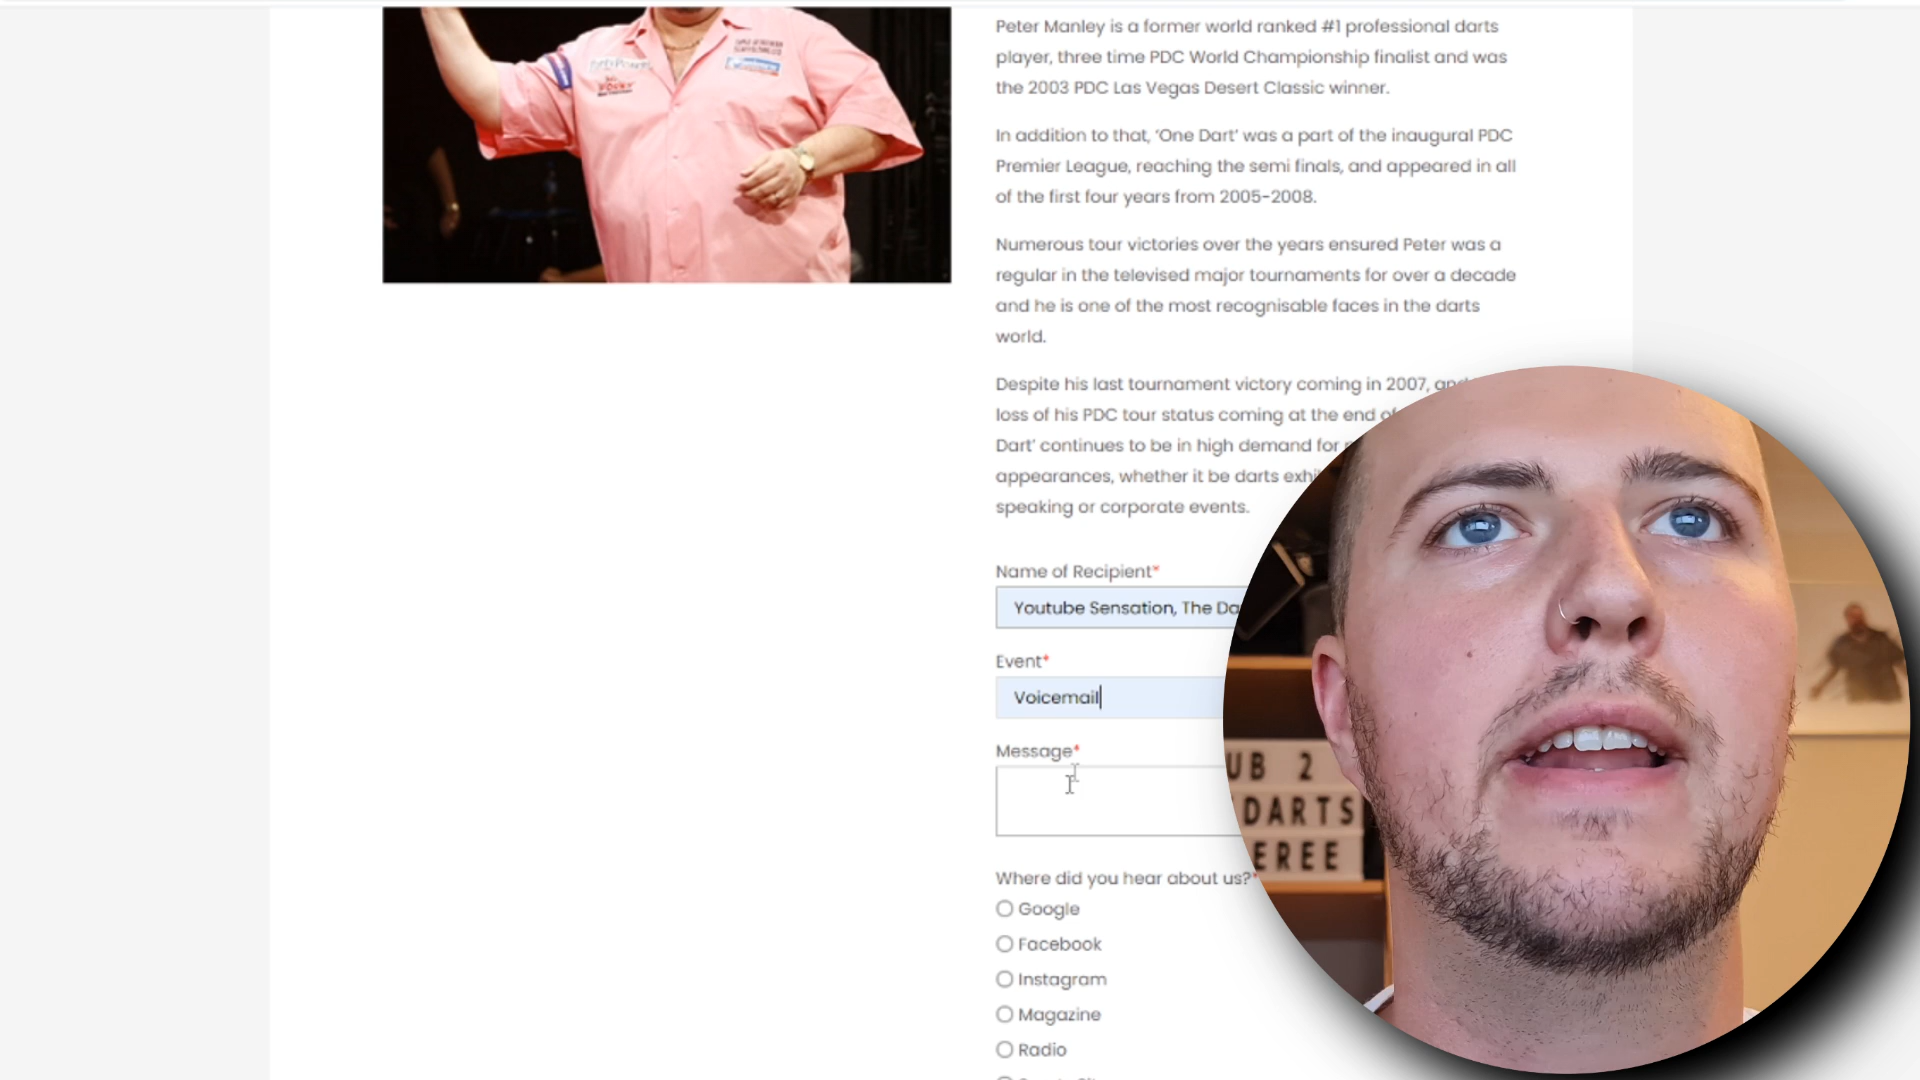 Peter Manley is a former world ranked #1 professional darts
player, three time PDC World Championship finalist and was
the 2003 PDC Las Vegas Desert Classic winner.
In addition to that, ‘One Dart’ was a part of the inaugural PDC
Premier League, reaching the semi finals, and appeared in all
of the first four years from 2005-2008.
Numerous tour victories over the years ensured Peter was a
regular in the televised major tournaments for over a decade
and he is one of the most recognisable faces in the darts
world.
Despite his last tournament victory coming in 2007,
loss of his PDC tour status coming at the end
Dart’ continues to be in high demand for
appearances, whether it be darts
speaking or corporate events.
Name of Recipient*
Youtube Sensation, The
Event*
Voicemail
Message*
Where did you hear about us?*
Google
Facebook
Instagram
Magazine
Radio
UB 2
DARTS
EREE